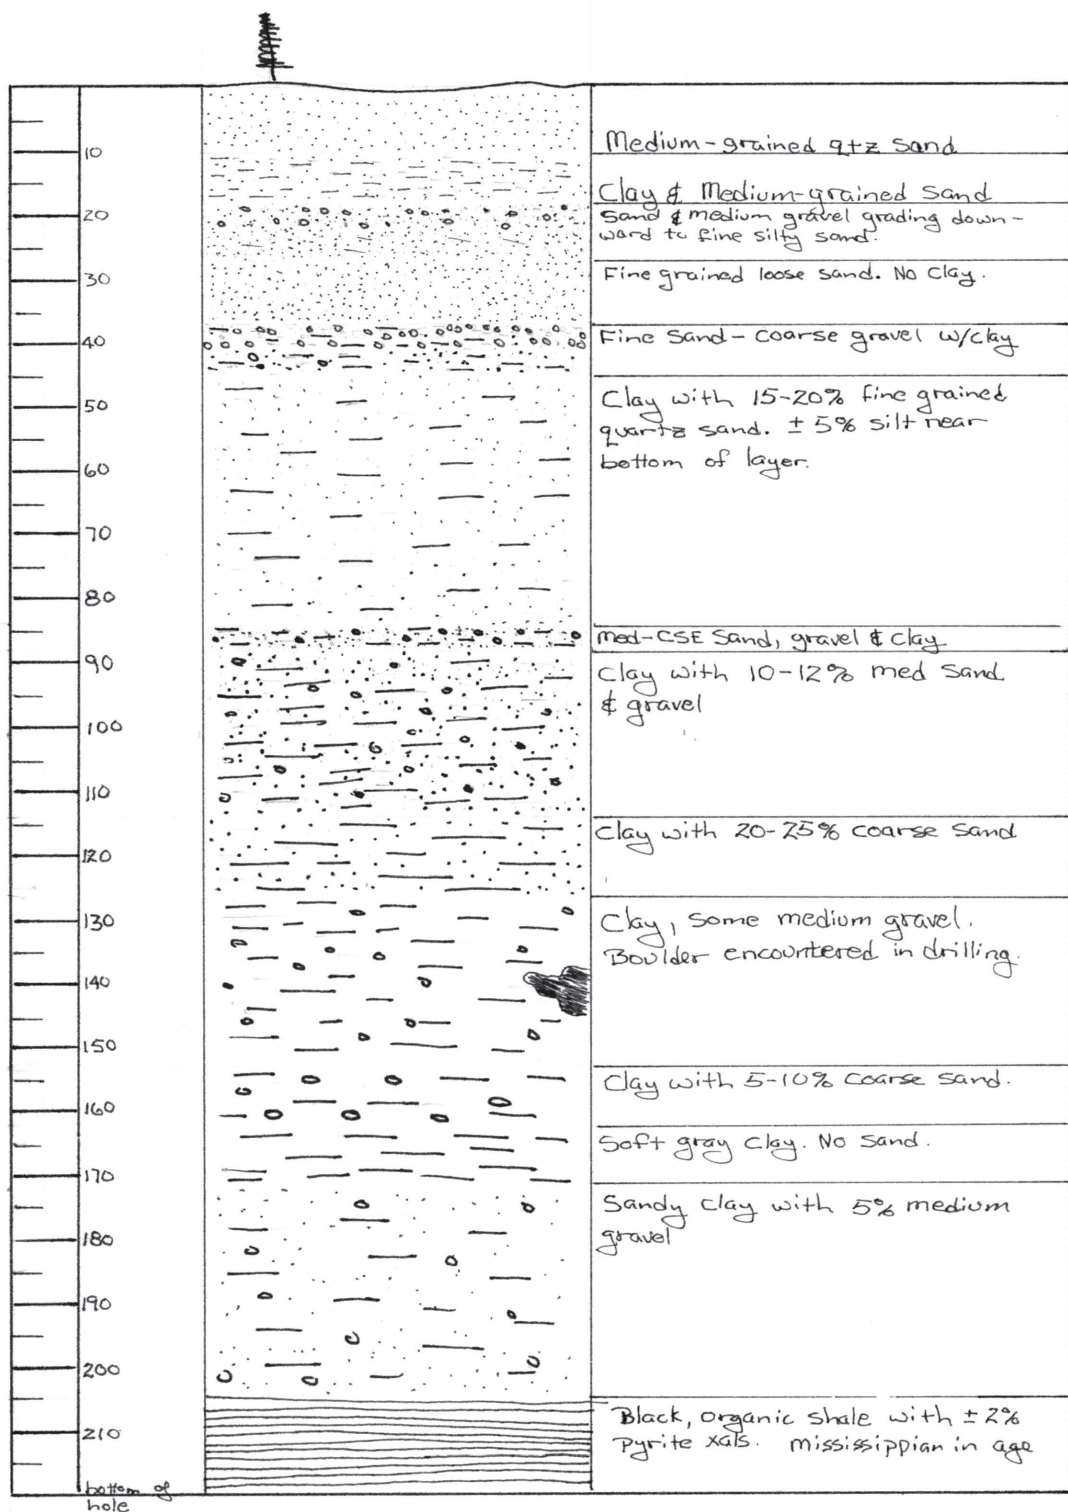 Medium-grained qtz sand
10
Clay & Medium-grained Sand
20
Sand & medium gravel grading down-
ward to fine silty sand.
Fine grained loose sand. No Clay.
30
Fine Sand - coarse gravel w/clay
40
Clay with 15-20% fine grained
quartz sand. ± 5% silt near
bottom of layer.
50
60
70
80
med-CSE Sand, gravel & Clay
90
Clay with 10-12% med Sand
& gravel
100
110
Clay with 20-25% coarse sand
120
130
Clay, Some medium gravel.
Boulder encountered in drilling.
140
150
Clay with 5-10% coarse sand.
160
Soft gray Clay. No Sand.
170
Sandy clay with 5% medium
gravel
180
190
200
Black, organic shale with ± 2%
pyrite xals. mississippian in age
210
bottom of
hole